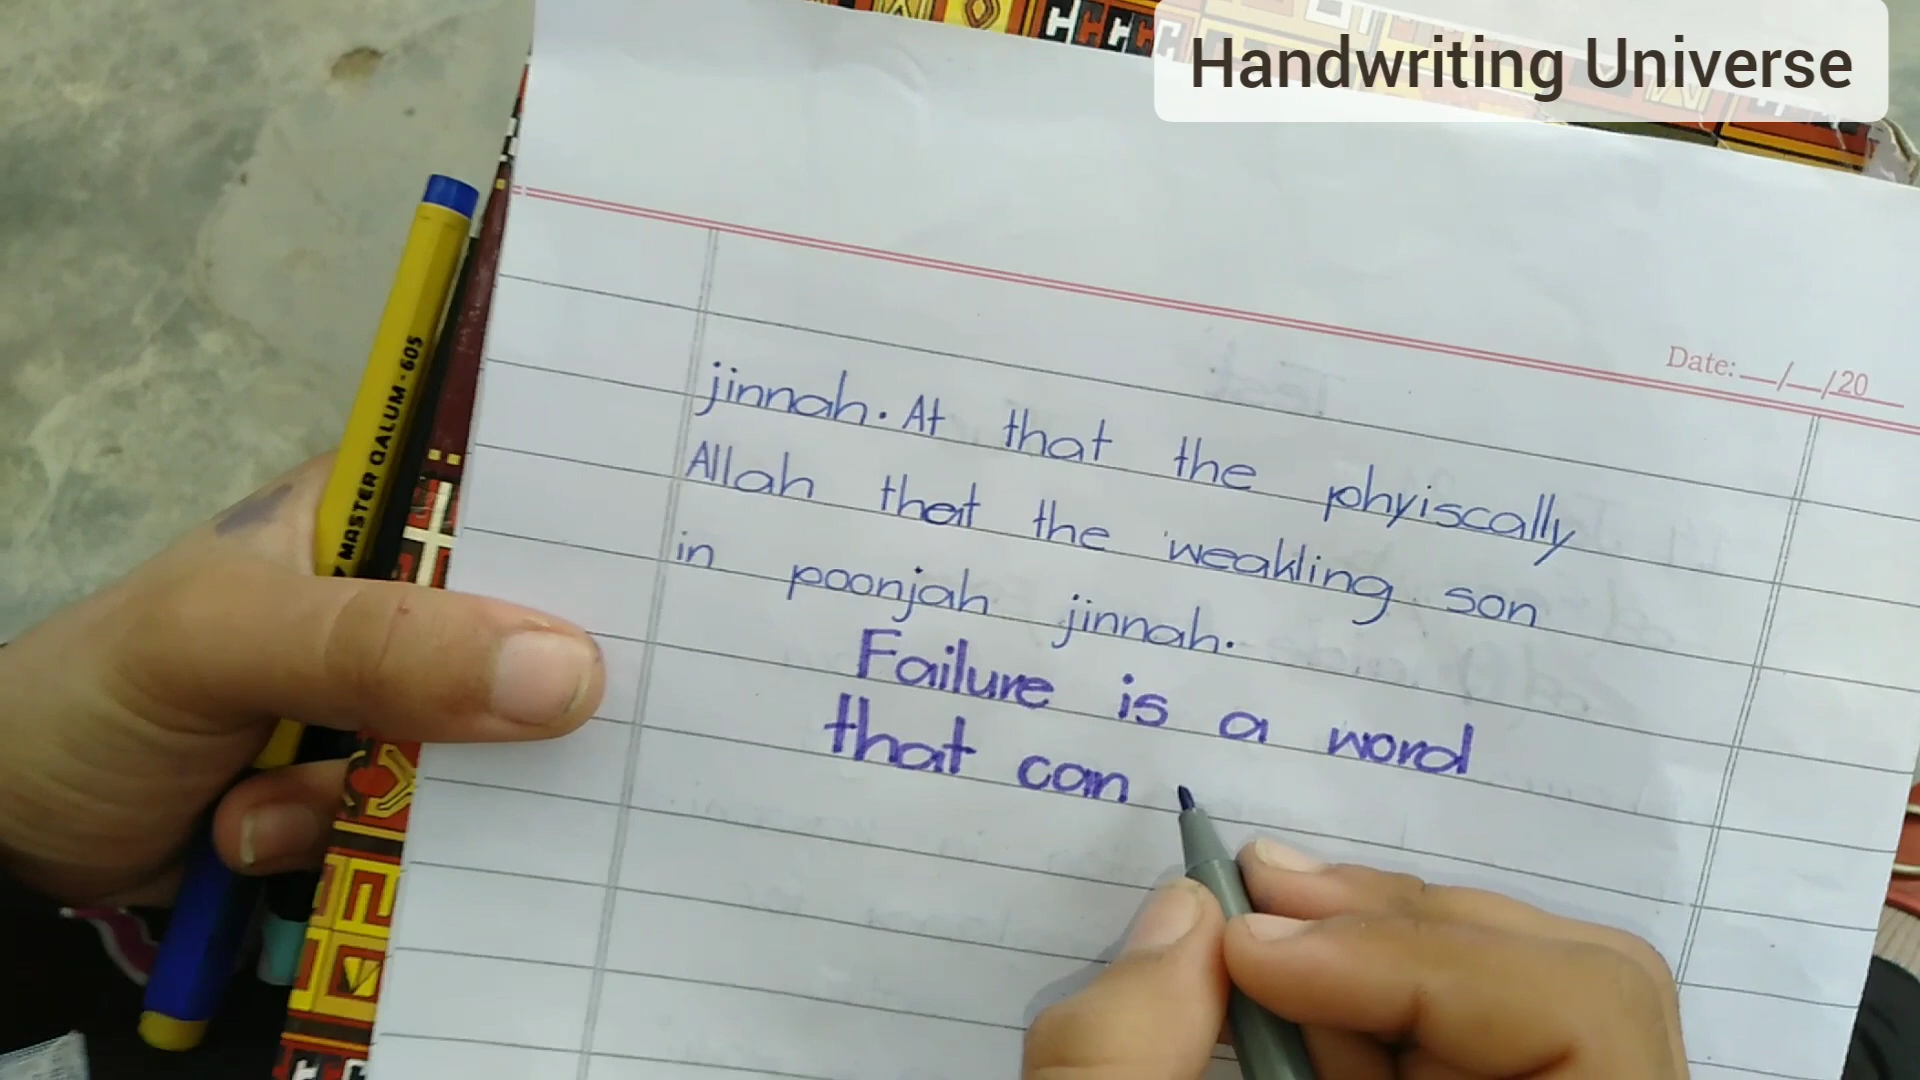 Handwriting Universe
Date:__/__/20__
jinnah. At that the phyiscally
Allah that the weakling son
in poonjah jinnah.
Failure is a word
that can
MASTER QALUM - 605